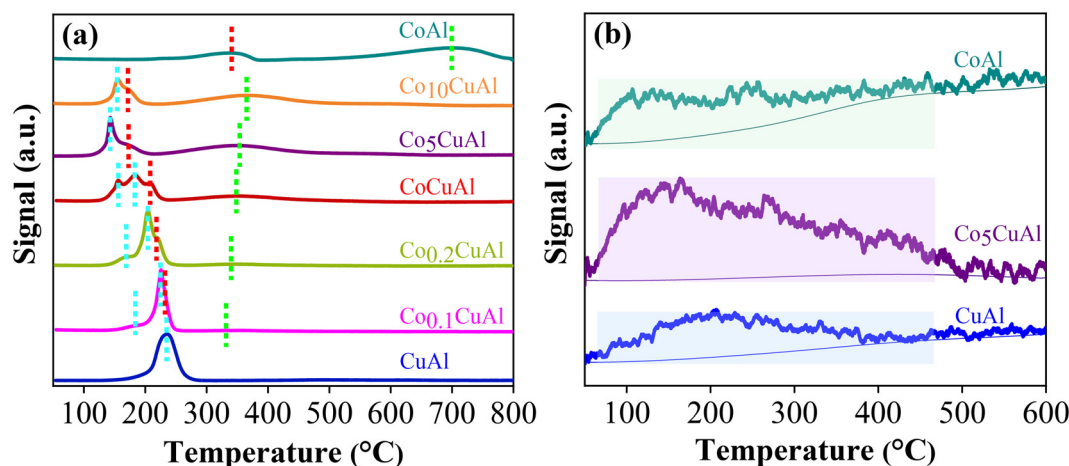 (a)
CoAl
Co10CuAl
Co5CuAl
CoCuAl
Co0.2CuAl
Co0.1CuAl
CuAl
Signal (a.u.)
100 200 300 400 500 600 700 800
Temperature (°C)
(b)
CoAl
Co5CuAl
CuAl
Signal (a.u.)
100 200 300 400 500 600
Temperature (°C)